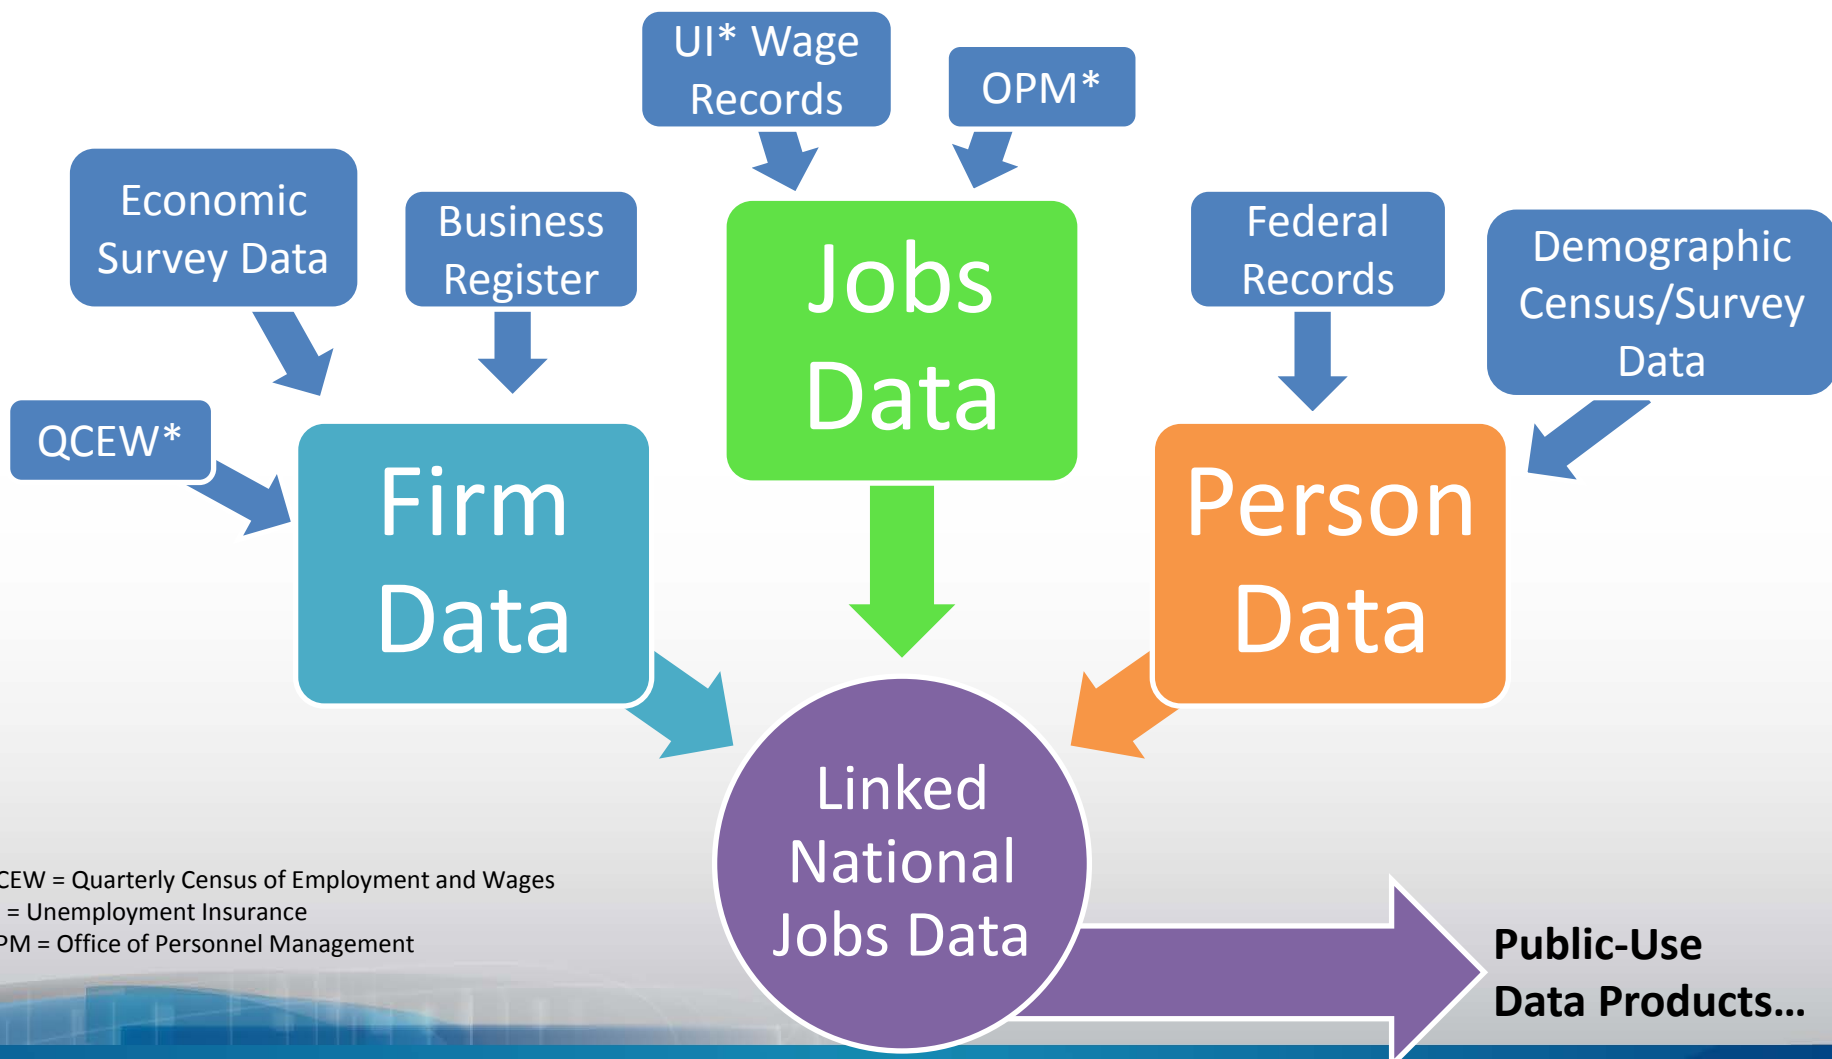 UI* Wage
Records
OPM*
Economic
Survey Data
Business
Register
Jobs
Data
Federal
Records
Demographic
Census/Survey
Data
QCEW*
Firm
Data
Person
Data
Linked
National
Jobs Data
CEW = Quarterly Census of Employment and Wages
= Unemployment Insurance
PM = Office of Personnel Management
Public-Use
Data Products...